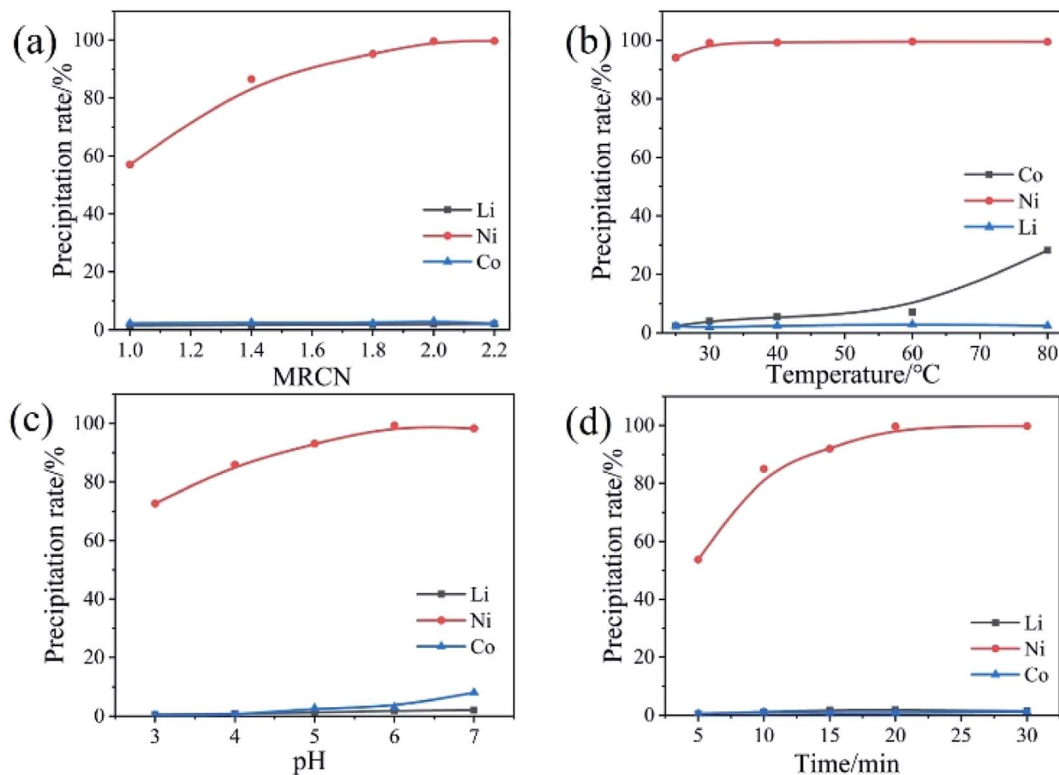 (a)
Precipitation rate/%
100
80
60
40
20
0
Li
Ni
Co
1.0 1.2 1.4 1.6 1.8 2.0 2.2
MRCN
(b)
Precipitation rate/%
100
80
60
40
20
0
Co
Ni
Li
30 40 50 60 70 80
Temperature/°C
(c)
Precipitation rate/%
100
80
60
40
20
0
Li
Ni
Co
3 4 5 6 7
pH
(d)
Precipitation rate/%
100
80
60
40
20
0
Li
Ni
Co
5 10 15 20 25 30
Time/min